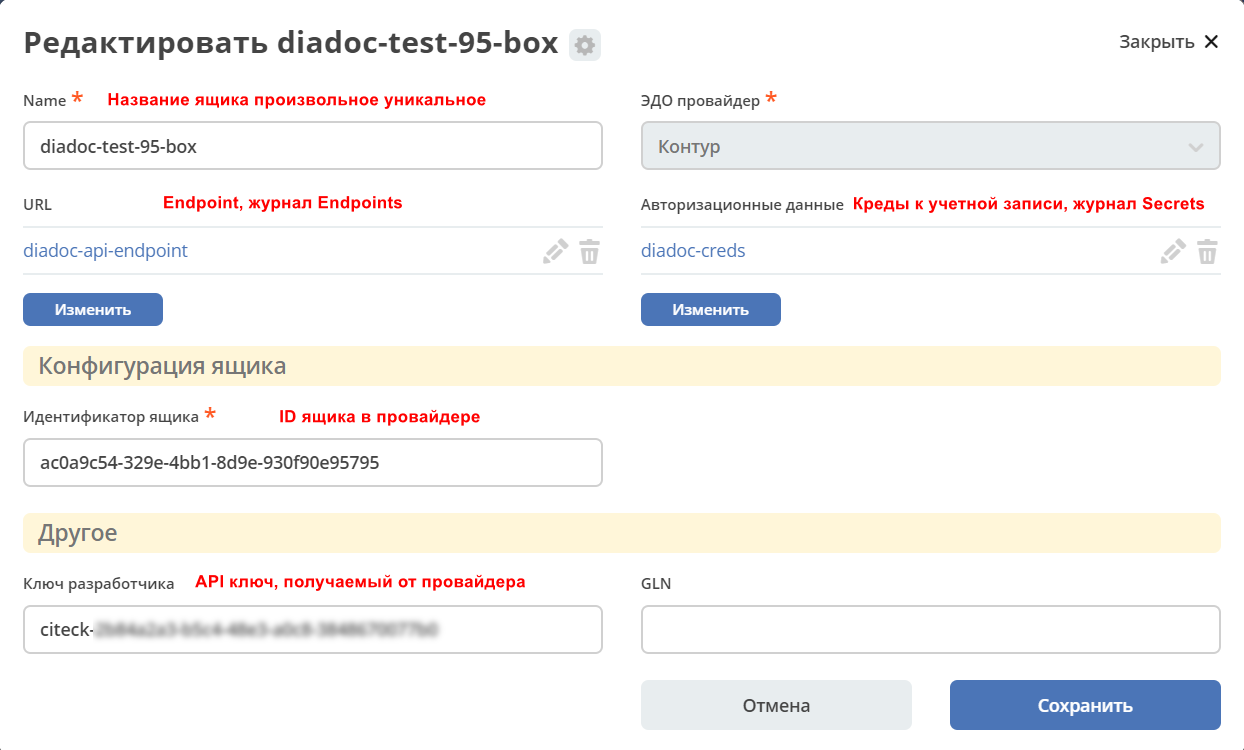 Редактировать diadoc-test-95-box
Закрыть
Name * Название ящика произвольное уникальное
ЭДО провайдер *
diadoc-test-95-box
Контур
URL Endpoint, журнал Endpoints
Авторизационные данные Креды к учетной записи, журнал Secrets
diadoc-api-endpoint
diadoc-creds
Изменить
Изменить
Конфигурация ящика
Идентификатор ящика * ID ящика в провайдере
ac0a9c54-329e-4bb1-8d9e-930f90e95795
Другое
Ключ разработчика API ключ, получаемый от провайдера
GLN
citeck-
Отмена
Сохранить